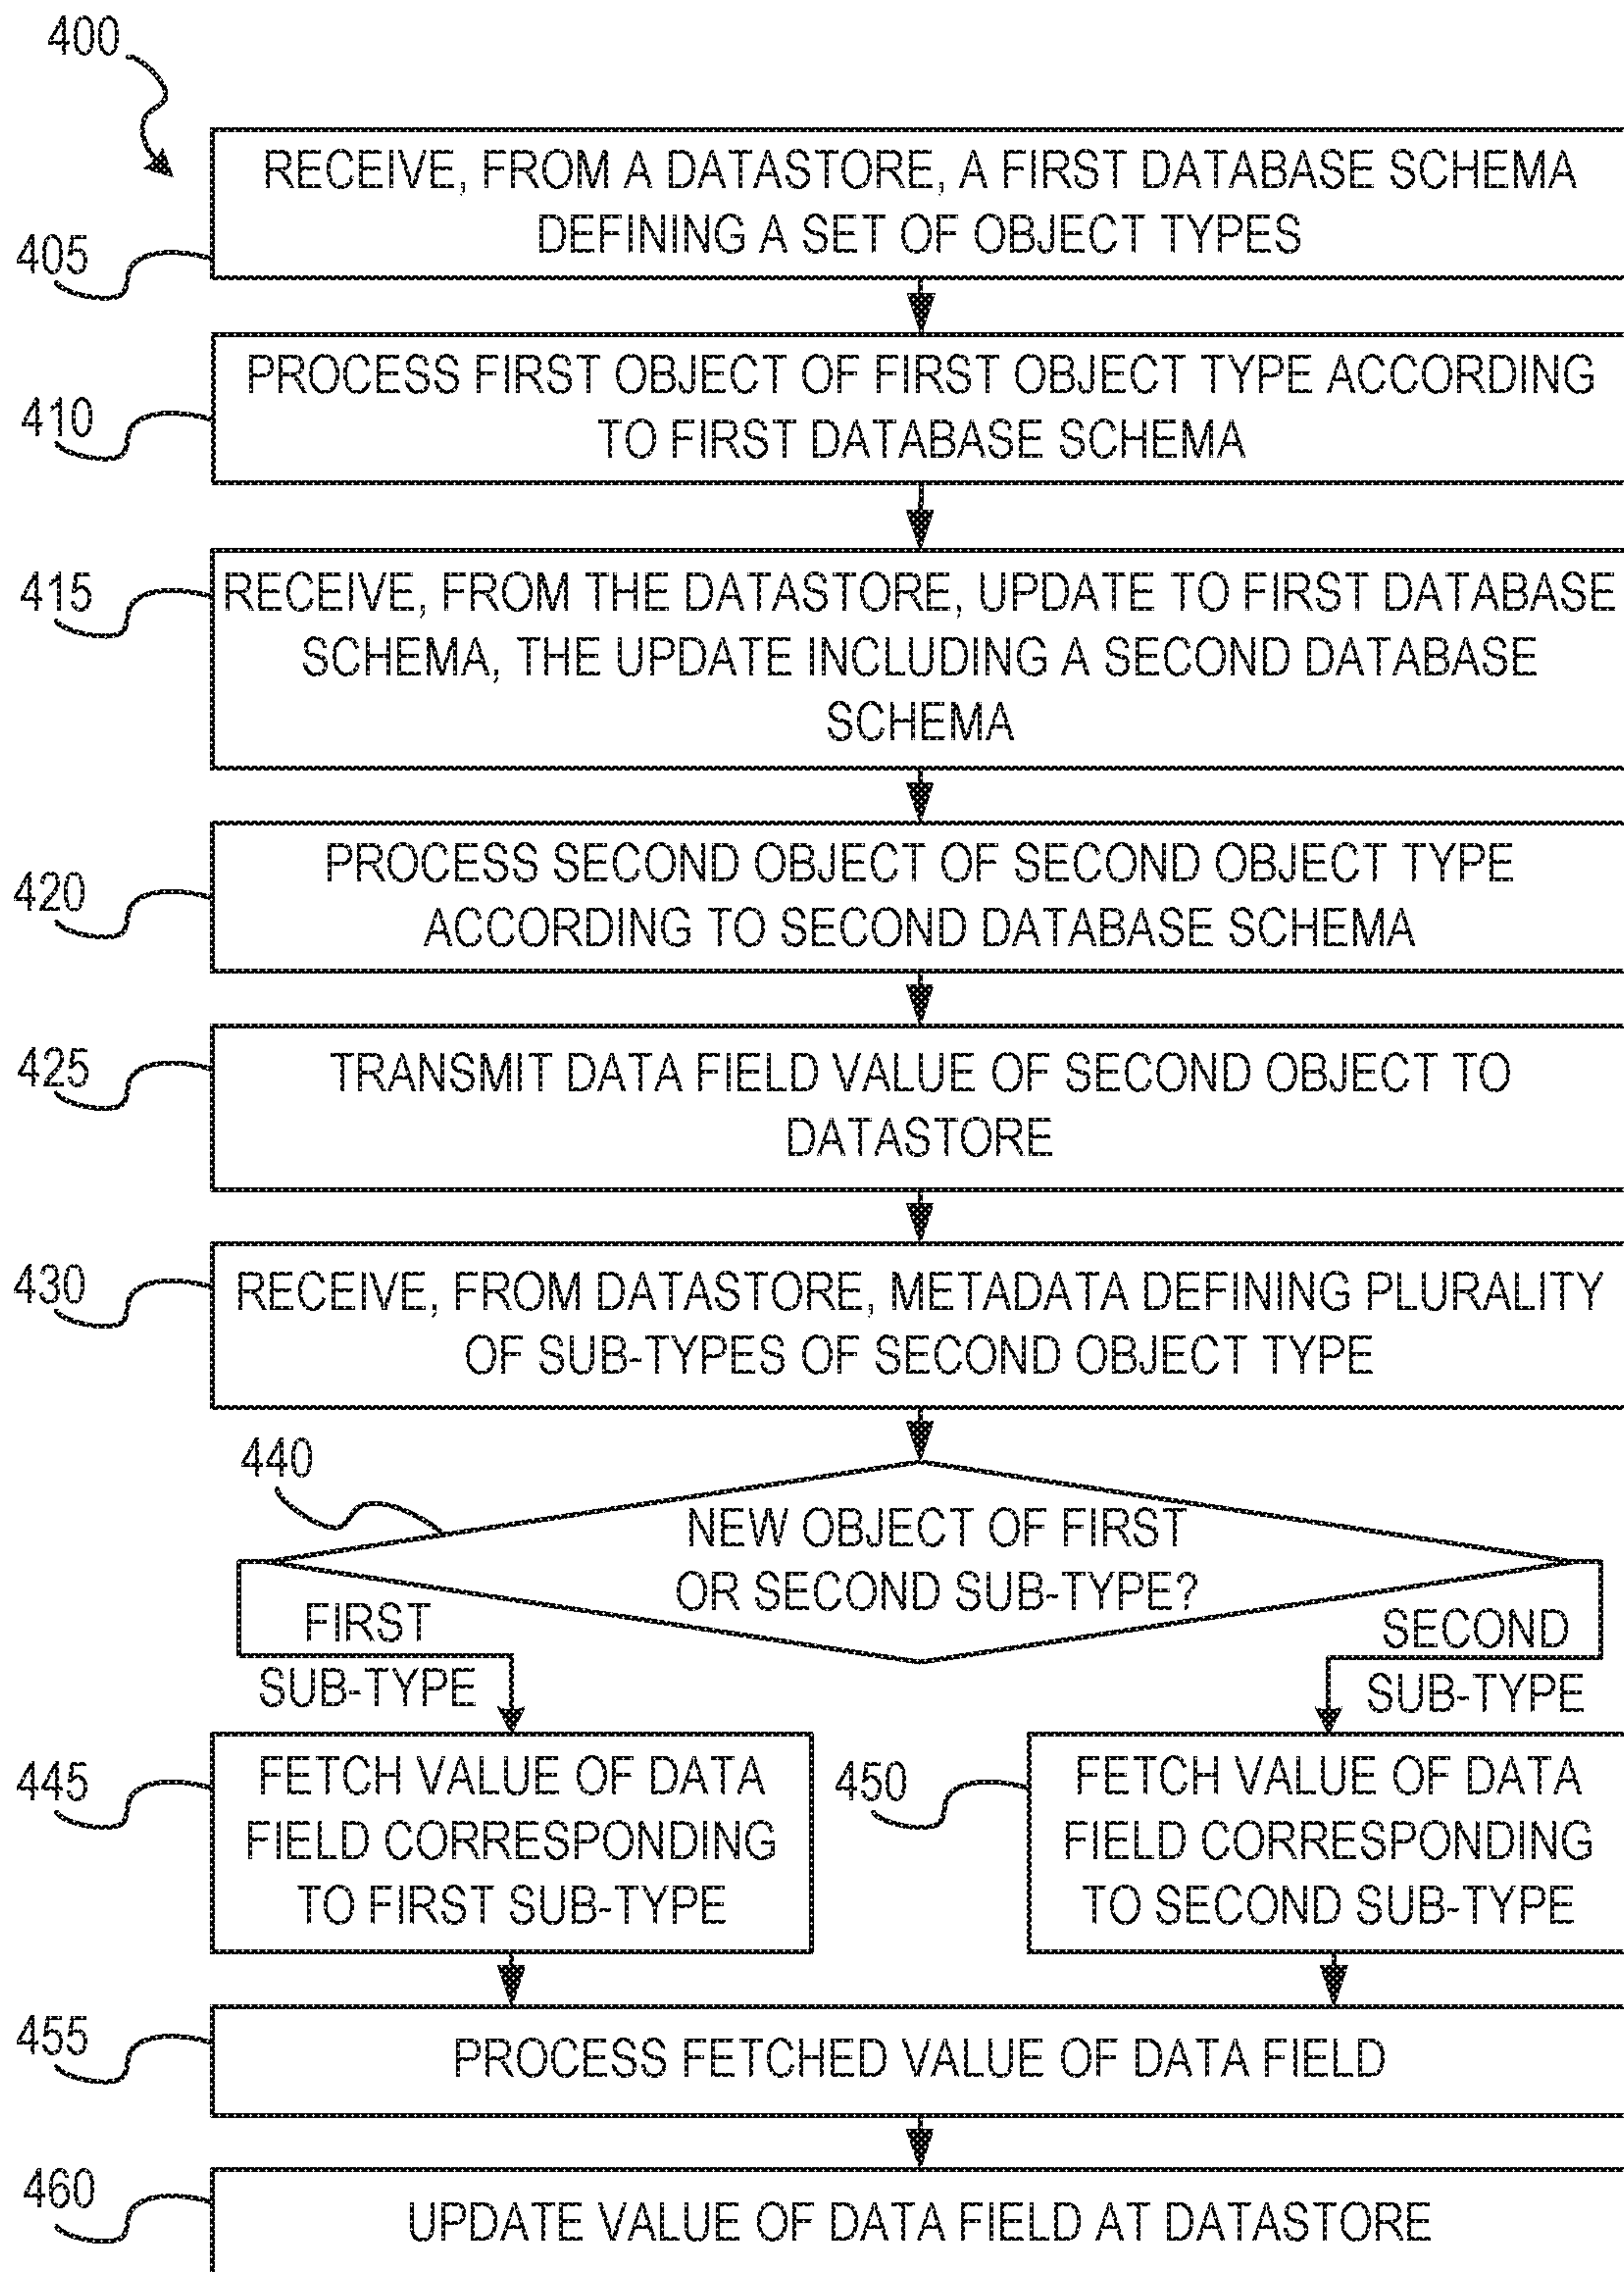 400
RECEIVE, FROM A DATASTORE, A FIRST DATABASE SCHEMA
DEFINING A SET OF OBJECT TYPES
405
PROCESS FIRST OBJECT OF FIRST OBJECT TYPE ACCORDING
TO FIRST DATABASE SCHEMA
410
RECEIVE, FROM THE DATASTORE, UPDATE TO FIRST DATABASE
SCHEMA, THE UPDATE INCLUDING A SECOND DATABASE
SCHEMA
415
PROCESS SECOND OBJECT OF SECOND OBJECT TYPE
ACCORDING TO SECOND DATABASE SCHEMA
420
TRANSMIT DATA FIELD VALUE OF SECOND OBJECT TO
DATASTORE
425
RECEIVE, FROM DATASTORE, METADATA DEFINING PLURALITY
OF SUB-TYPES OF SECOND OBJECT TYPE
430
440
NEW OBJECT OF FIRST
OR SECOND SUB-TYPE?
FIRST
SUB-TYPE
SECOND
SUB-TYPE
445
FETCH VALUE OF DATA
FIELD CORRESPONDING
TO FIRST SUB-TYPE
450
FETCH VALUE OF DATA
FIELD CORRESPONDING
TO SECOND SUB-TYPE
455
PROCESS FETCHED VALUE OF DATA FIELD
460
UPDATE VALUE OF DATA FIELD AT DATASTORE